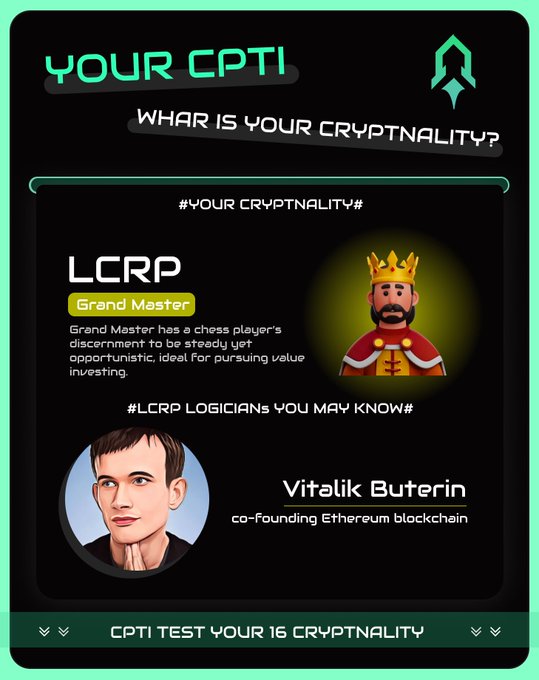 YOUR CPTI
WHAR IS YOUR CRYPTNALITY?
#YOUR CRYPTNALITY#
LCRP
Grand Master
Grand Master has a chess player's
discernment to be steady yet
opportunistic, ideal for pursuing value
investing.
#LCRP LOGICIANs YOU MAY KNOW#
Vitalik Buterin
co-founding Ethereum blockchain
CPTI TEST YOUR 16 CRYPTNALITY